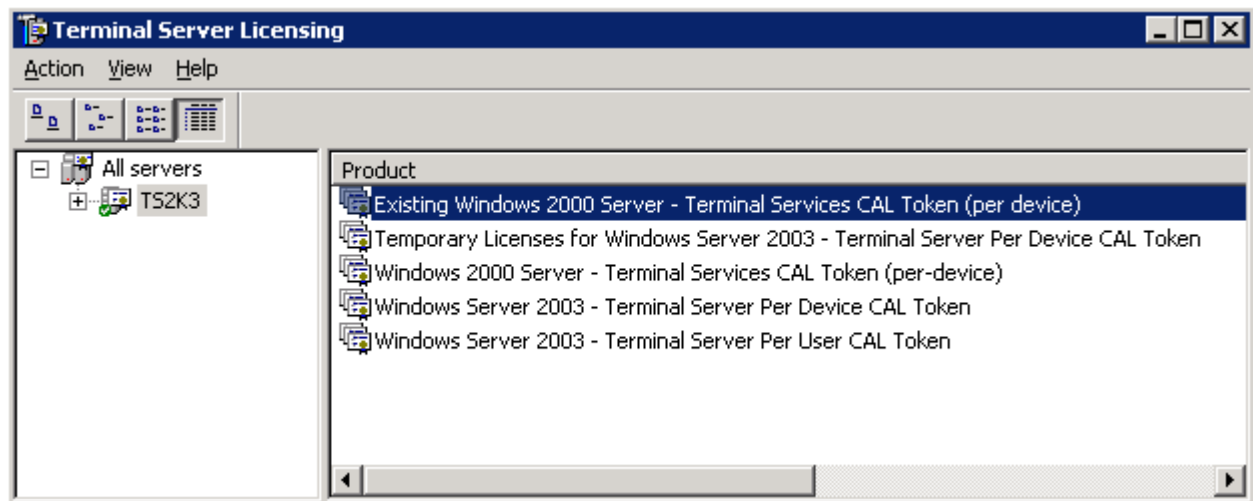 Terminal Server Licensing
Action View Help
All servers
TS2K3
Product
Existing Windows 2000 Server - Terminal Services CAL Token (per device)
Temporary Licenses for Windows Server 2003 - Terminal Server Per Device CAL Token
Windows 2000 Server - Terminal Services CAL Token (per-device)
Windows Server 2003 - Terminal Server Per Device CAL Token
Windows Server 2003 - Terminal Server Per User CAL Token